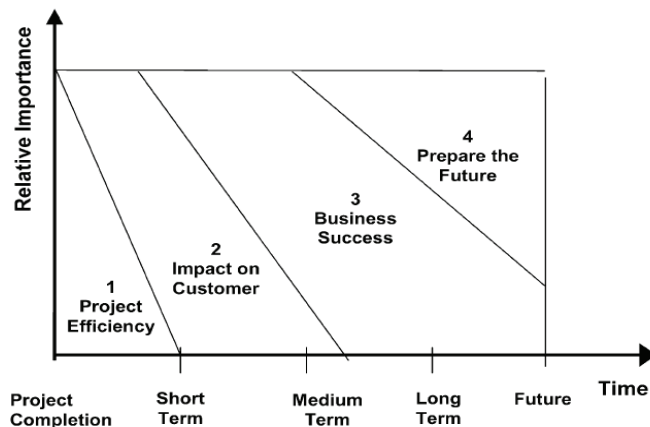 Relative Importance
4
Prepare the
Future
3
Business
Success
2
Impact on
Customer
1
Project
Efficiency
Time
Project
Completion
Short
Term
Medium
Term
Long
Term
Future